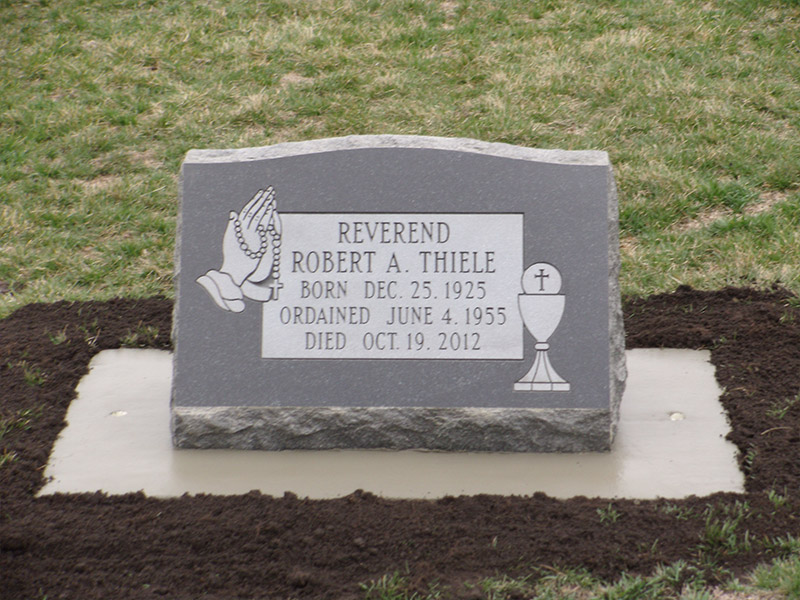 REVEREND
ROBERT A. THIELE
BORN DEC. 25. 1925
ORDAINED JUNE 4. 1955
DIED OCT. 19. 2012